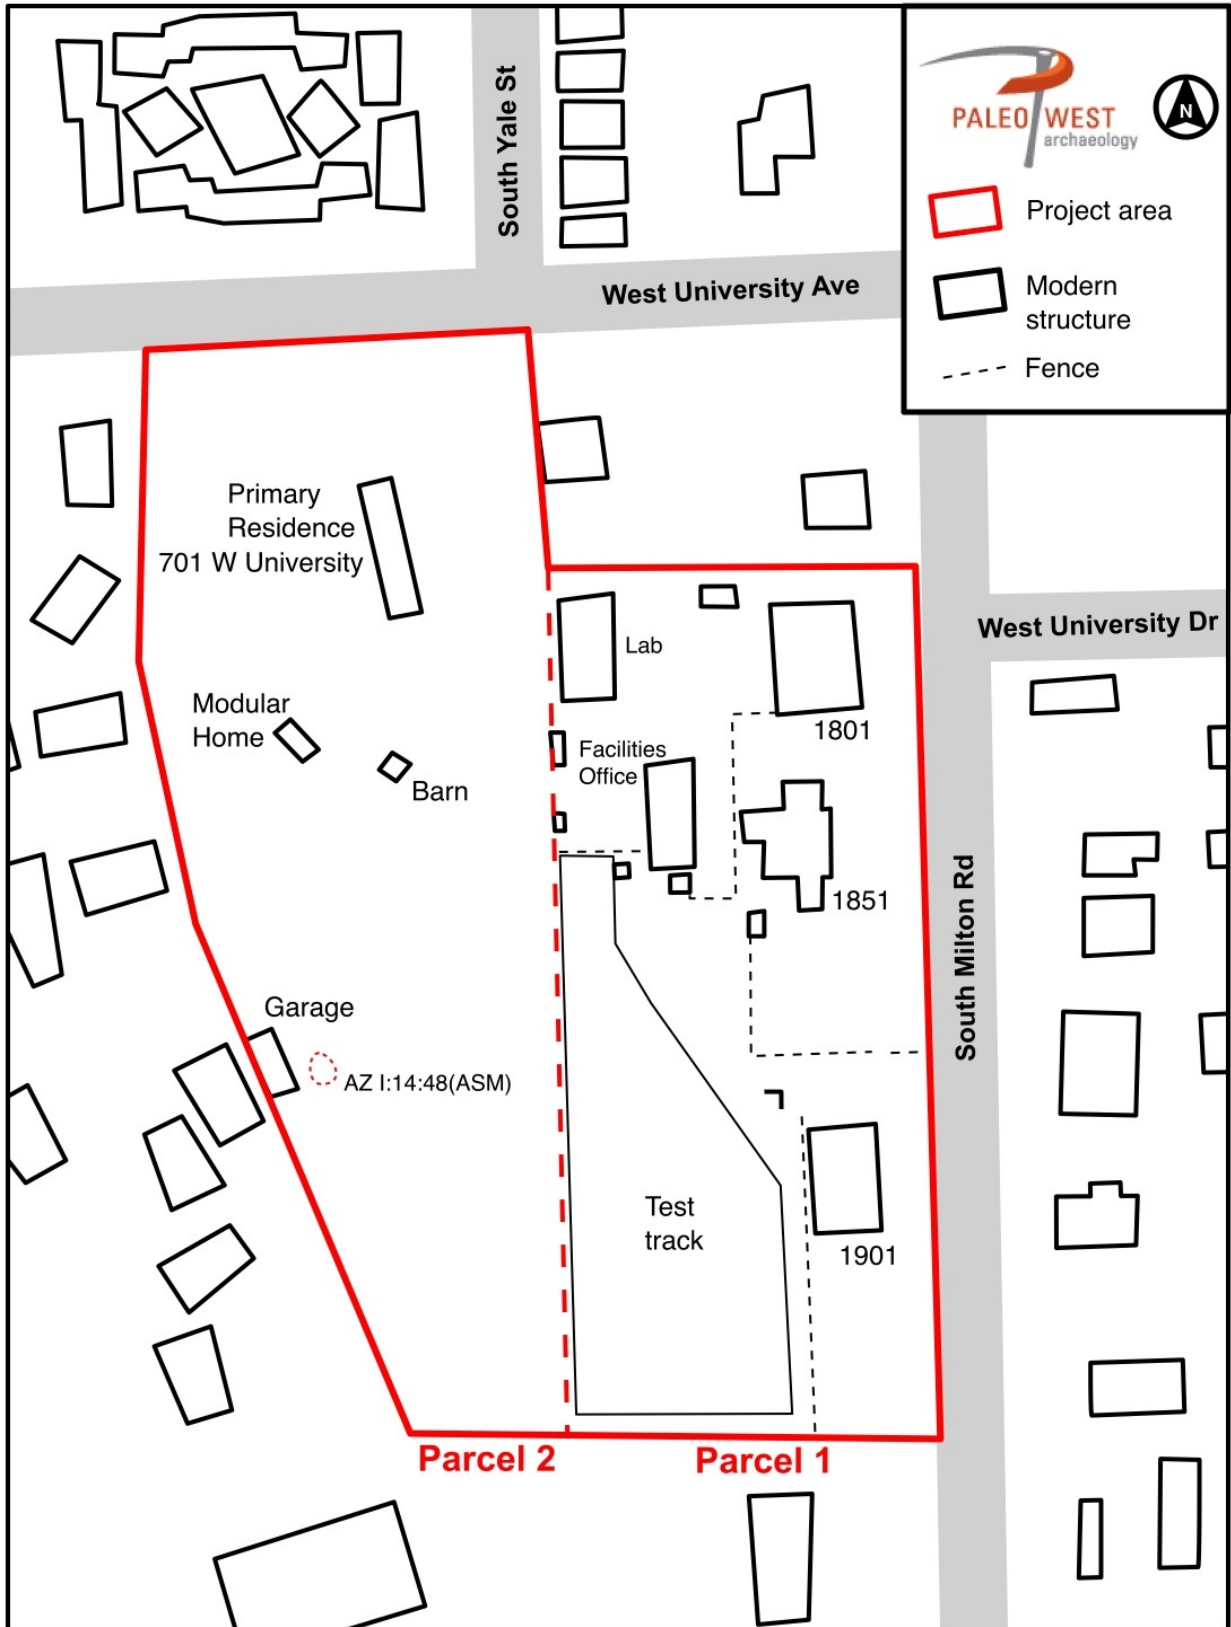 South Yale St
PALEO WEST
archaeology
N
Project area
Modern
structure
Fence
West University Ave
Primary
Residence
701 W University
Lab
West University Dr
Modular
Home
1801
Facilities
Office
Barn
1851
South Milton Rd
Garage
AZ I:14:48(ASM)
Test
track
1901
Parcel 2
Parcel 1